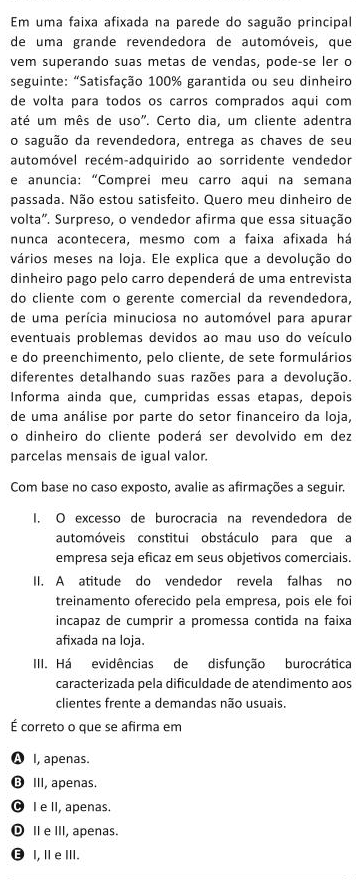 Em uma faixa afixada na parede do saguão principal
de uma grande revendedora de automóveis, que
vem superando suas metas de vendas, pode-se ler o
seguinte: “Satisfação 100% garantida ou seu dinheiro
de volta para todos os carros comprados aqui com
até um mês de uso”. Certo dia, um cliente adentra
o saguão da revendedora, entrega as chaves de seu
automóvel recém-adquirido ao sorridente vendedor
e anuncia: “Comprei meu carro aqui na semana
passada. Não estou satisfeito. Quero meu dinheiro de
volta”. Surpreso, o vendedor afirma que essa situação
nunca acontecera, mesmo com a faixa afixada há
vários meses na loja. Ele explica que a devolução do
dinheiro pago pelo carro dependerá de uma entrevista
do cliente com o gerente comercial da revendedora,
de uma perícia minuciosa no automóvel para apurar
eventuais problemas devidos ao mau uso do veículo
e do preenchimento, pelo cliente, de sete formulários
diferentes detalhando suas razões para a devolução.
Informa ainda que, cumpridas essas etapas, depois
de uma análise por parte do setor financeiro da loja,
o dinheiro do cliente poderá ser devolvido em dez
parcelas mensais de igual valor.
Com base no caso exposto, avalie as afirmações a seguir.
I. O excesso de burocracia na revendedora de
automóveis constitui obstáculo para que a
empresa seja eficaz em seus objetivos comerciais.
II. A atitude do vendedor revela falhas no
treinamento oferecido pela empresa, pois ele foi
incapaz de cumprir a promessa contida na faixa
afixada na loja.
III. Há evidências de disfunção burocrática
caracterizada pela dificuldade de atendimento aos
clientes frente a demandas não usuais.
É correto o que se afirma em
A I, apenas.
B III, apenas.
C I e II, apenas.
D II e III, apenas.
E I, II e III.